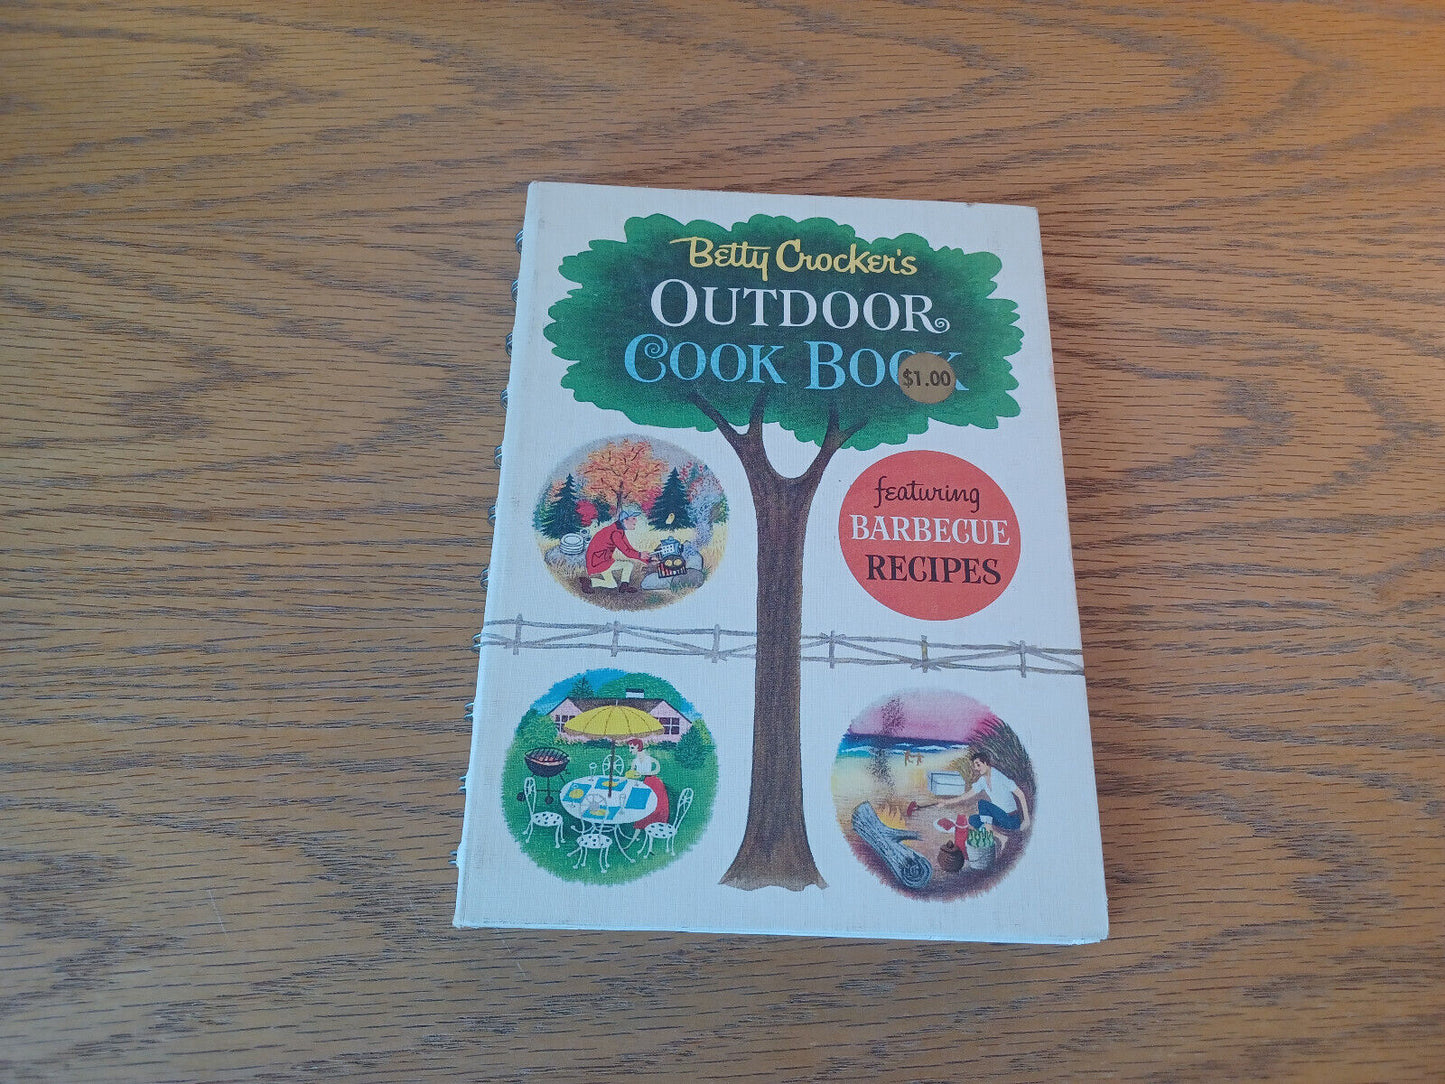 Betty Crocker's
OUTDOOR
COOK BOOK
$1.00
featuring
BARBECUE
RECIPES